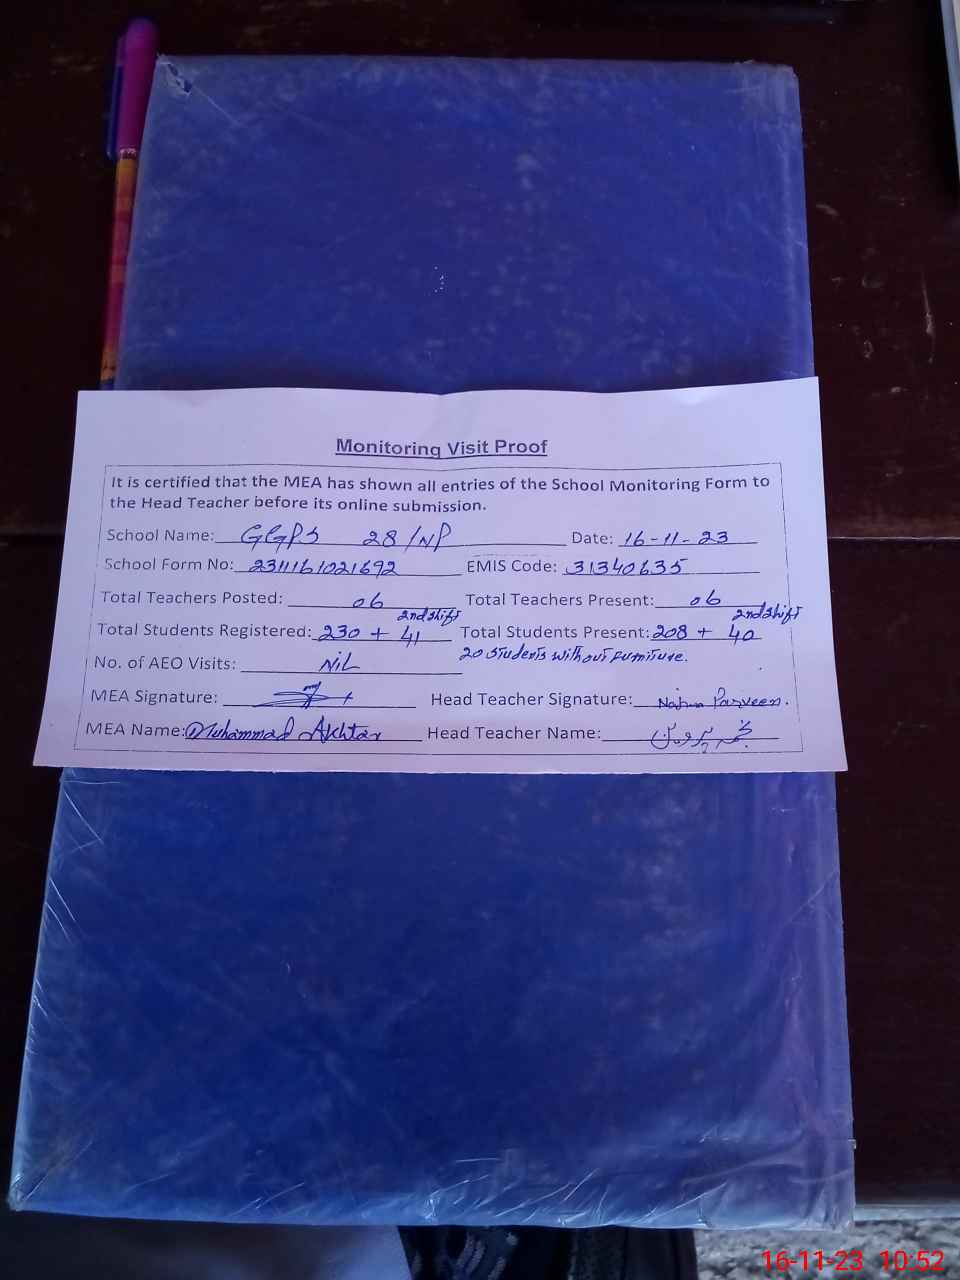 Monitoring Visit Proof
It is certified that the MEA has shown all entries of the School Monitoring Form to
the Head Teacher before its online submission.
School Name: GGPS 28/NP Date: 16-11-23
School Form No: 2311161021692 EMIS Code: 31340635
Total Teachers Posted: 06 Total Teachers Present: 06
2nd shift 2nd shift
Total Students Registered: 230 + 41 Total Students Present: 208 + 40
20 students without furniture.
No. of AEO Visits: NiL
MEA Signature: Head Teacher Signature: Najma Parveen.
MEA Name: Muhammad Akhtar Head Teacher Name: نجمہ پروین
16-11-23 10:52